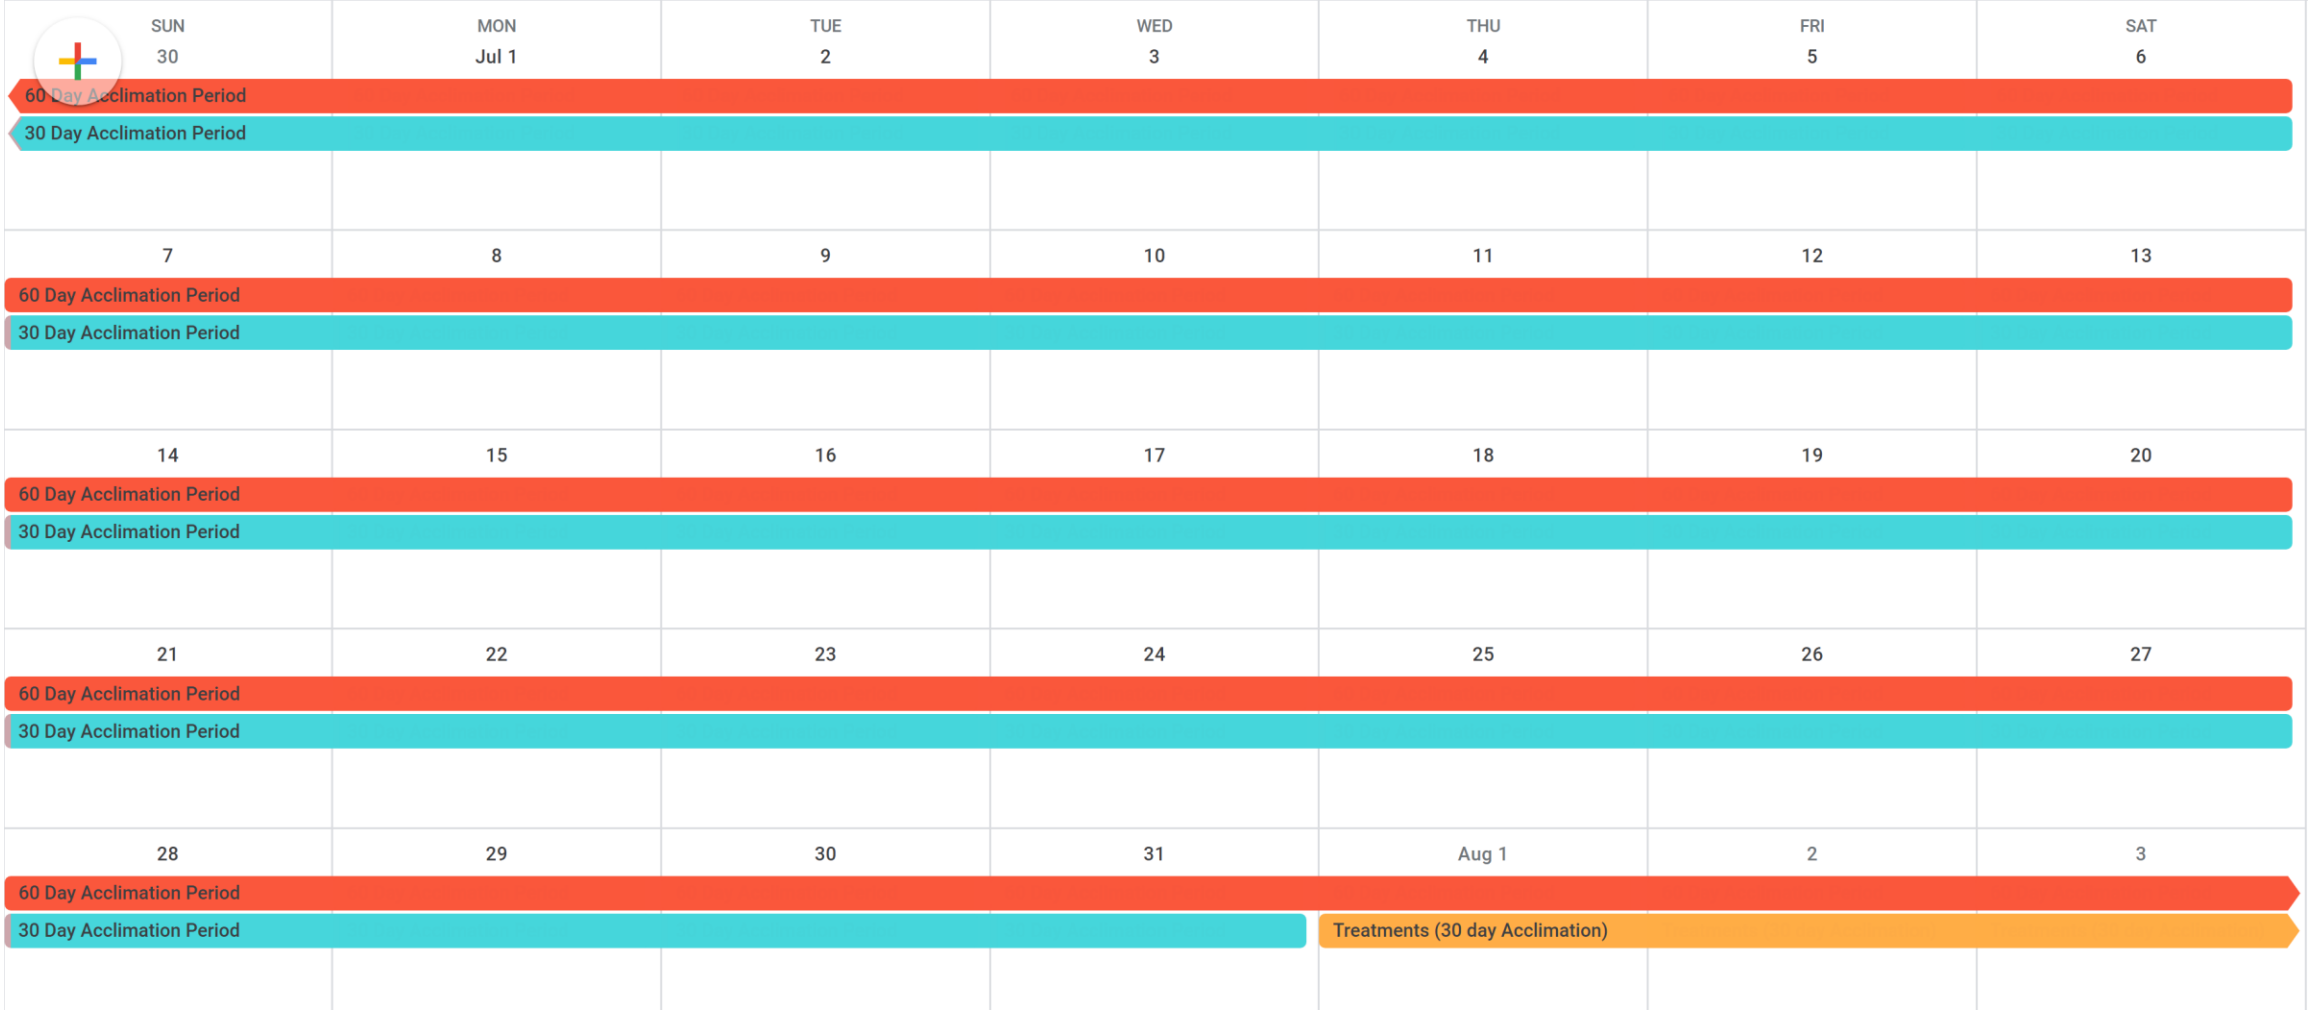 SUN MON TUE WED THU FRI SAT
30 Jul 1 2 3 4 5 6
60 Day Acclimation Period
30 Day Acclimation Period
7 8 9 10 11 12 13
60 Day Acclimation Period
30 Day Acclimation Period
14 15 16 17 18 19 20
60 Day Acclimation Period
30 Day Acclimation Period
21 22 23 24 25 26 27
60 Day Acclimation Period
30 Day Acclimation Period
28 29 30 31 Aug 1 2 3
60 Day Acclimation Period
30 Day Acclimation Period Treatments (30 day Acclimation)